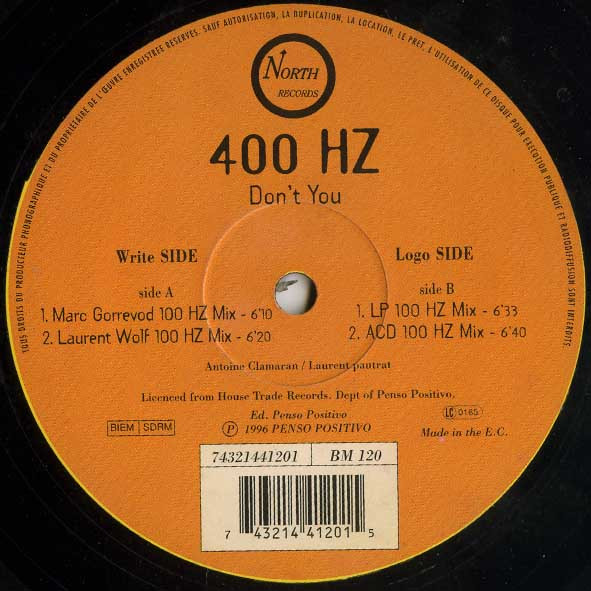 TOUS DROITS DU PRODUCTEUR PHONOGRAPHIQUE ET DU PROPRIETAIRE DE L'ŒUVRE ENREGISTREE RESERVES. SAUF AUTORISATION, LA DUPLICATION, LA LOCATION, LE PRET, L'UTILISATION DE CE DISQUE POUR EXECUTION PUBLIQUE ET RADIODIFFUSION SONT INTERDITS.
NORTH
RECORDS
400 HZ
Don't You
Write SIDE
Logo SIDE
side A
1. Marc Gorrevod 100 HZ Mix - 6'10
2. Laurent Wolf 100 HZ Mix - 6'20
side B
1. LP 100 HZ Mix - 6'33
2. ACD 100 HZ Mix - 6'40
Antoine Clamaran / Laurent pautrat
Licenced from House Trade Records. Dept of Penso Positivo.
BIEM SDRM
Ed. Penso Positivo
Ⓟ 1996 PENSO POSITIVO
LC 0185
Made in the E.C.
74321441201 BM 120
7 43214 41201 5